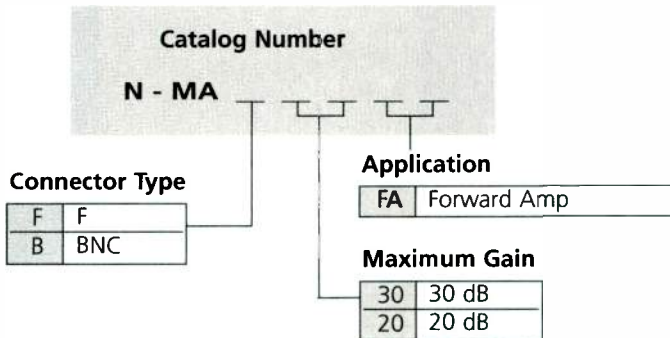 Catalog Number
N - MA _ _ _ _ _
Connector Type
F F
B BNC
Application
FA Forward Amp
Maximum Gain
30 30 dB
20 20 dB